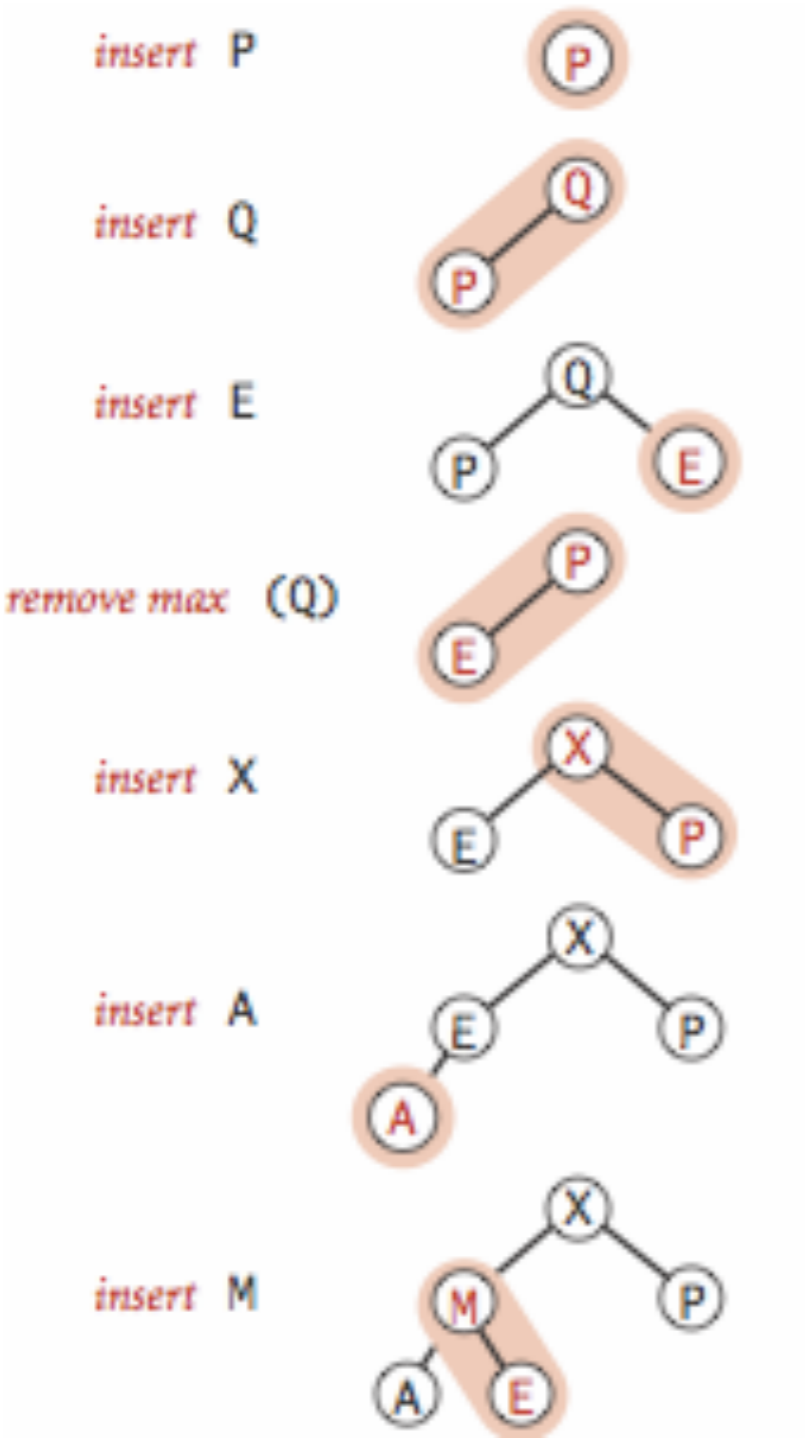 insert P
P
insert Q
Q
P
insert E
Q
P
E
remove max (Q)
P
E
insert X
X
E
P
insert A
X
E
P
A
insert M
X
M
P
A
E